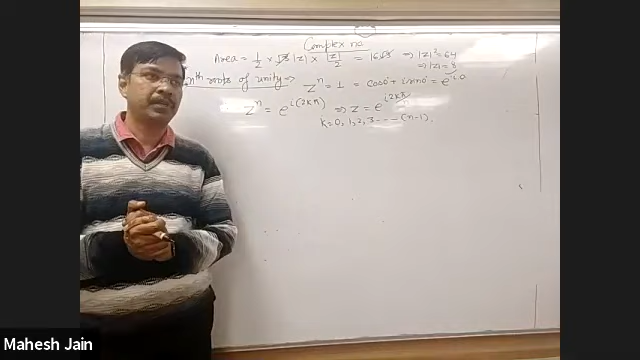 Complex no.
Area = 1/2 × √3 |z| × |z|/2 = 16√3 ⇒ |z|² = 64
⇒ |z| = 8
nth roots of unity ⇒ zⁿ = 1 = cos0° + i sin0° = e^{i·0}
zⁿ = e^{i(2kπ)} ⇒ z = e^{i2kπ/n}
k=0, 1, 2, 3 - - - - (n-1).
Mahesh Jain